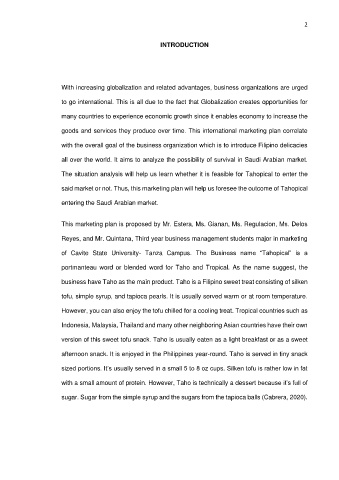 2
INTRODUCTION
With increasing globalization and related advantages, business organizations are urged
to go international. This is all due to the fact that Globalization creates opportunities for
many countries to experience economic growth since it enables economy to increase the
goods and services they produce over time. This international marketing plan correlate
with the overall goal of the business organization which is to introduce Filipino delicacies
all over the world. It aims to analyze the possibility of survival in Saudi Arabian market.
The situation analysis will help us learn whether it is feasible for Tahopical to enter the
said market or not. Thus, this marketing plan will help us foresee the outcome of Tahopical
entering the Saudi Arabian market.
This marketing plan is proposed by Mr. Estera, Ms. Gianan, Ms. Regulacion, Ms. Delos
Reyes, and Mr. Quintana, Third year business management students major in marketing
of Cavite State University- Tanza Campus. The Business name “Tahopical” is a
portmanteau word or blended word for Taho and Tropical. As the name suggest, the
business have Taho as the main product. Taho is a Filipino sweet treat consisting of silken
tofu, simple syrup, and tapioca pearls. It is usually served warm or at room temperature.
However, you can also enjoy the tofu chilled for a cooling treat. Tropical countries such as
Indonesia, Malaysia, Thailand and many other neighboring Asian countries have their own
version of this sweet tofu snack. Taho is usually eaten as a light breakfast or as a sweet
afternoon snack. It is enjoyed in the Philippines year-round. Taho is served in tiny snack
sized portions. It’s usually served in a small 5 to 8 oz cups. Silken tofu is rather low in fat
with a small amount of protein. However, Taho is technically a dessert because it’s full of
sugar. Sugar from the simple syrup and the sugars from the tapioca balls (Cabrera, 2020).